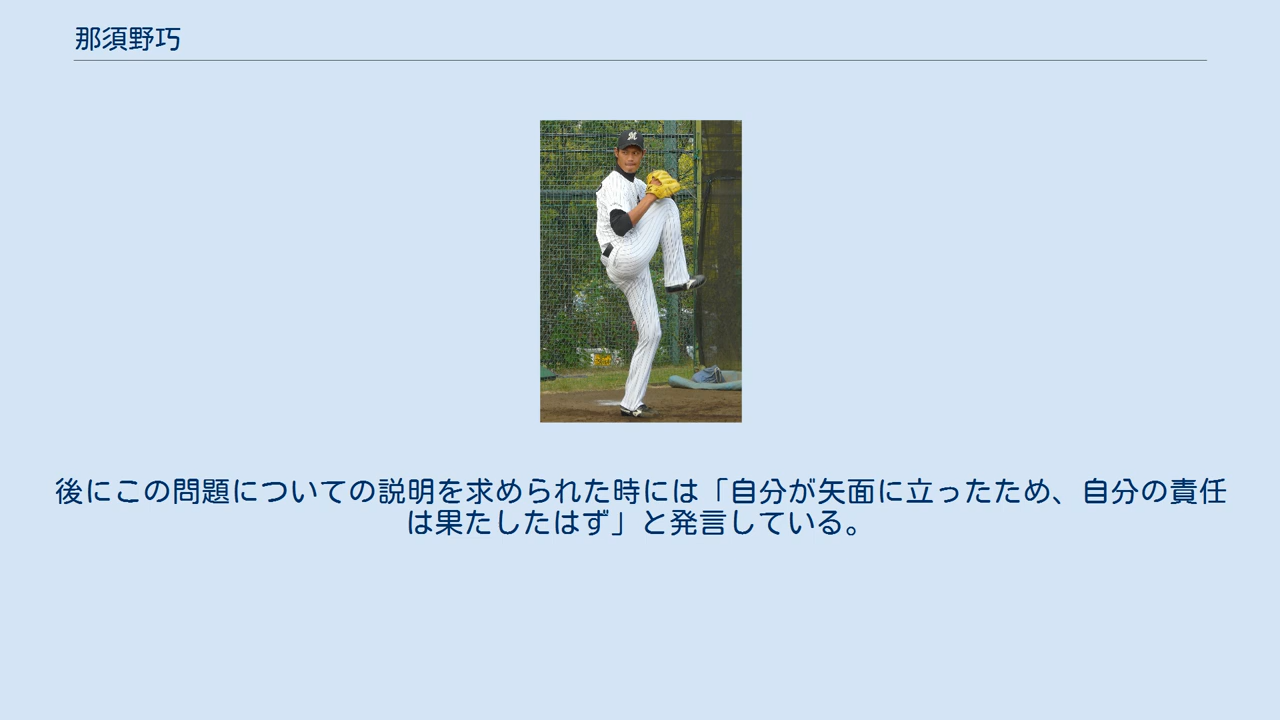 那須野巧
後にこの問題についての説明を求められた時には「自分が矢面に立ったため、自分の責任
は果たしたはず」と発言している。